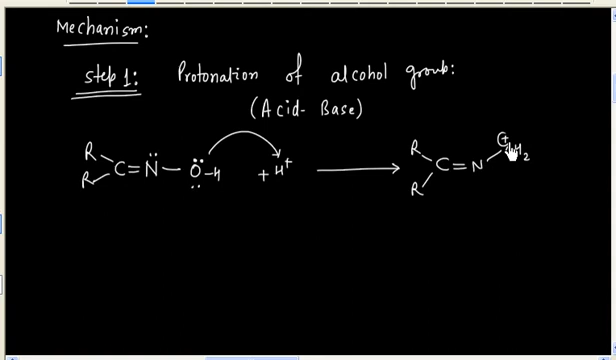 Mechanism:
Step 1: Protonation of alcohol group:
(Acid-Base)
R
R
C=N—O—H + H+
R
R
C=N
H2